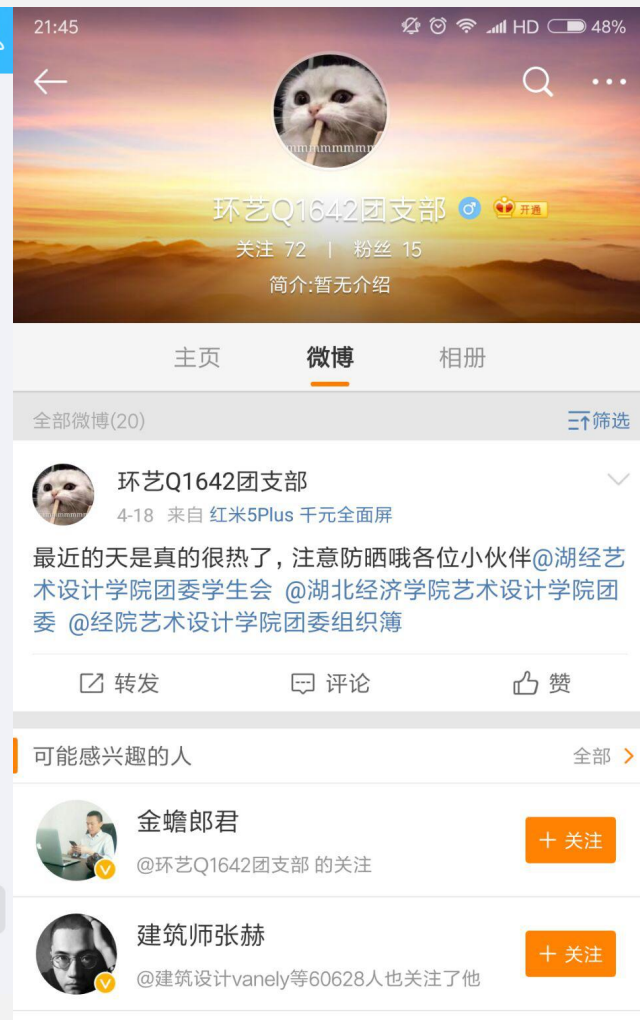 21:45 HD 48%
mmmmmmmm
环艺Q1642团支部 开通
关注 72 | 粉丝 15
简介:暂无介绍
主页 微博 相册
全部微博(20) 筛选
环艺Q1642团支部
4-18 来自 红米5Plus 千元全面屏
最近的天是真的很热了，注意防晒哦各位小伙伴@湖经艺
术设计学院团委学生会 @湖北经济学院艺术设计学院团
委 @经院艺术设计学院团委组织簿
转发 评论 赞
可能感兴趣的人 全部
金蟾郎君
@环艺Q1642团支部 的关注
+ 关注
建筑师张赫
@建筑设计vanely等60628人也关注了他
+ 关注